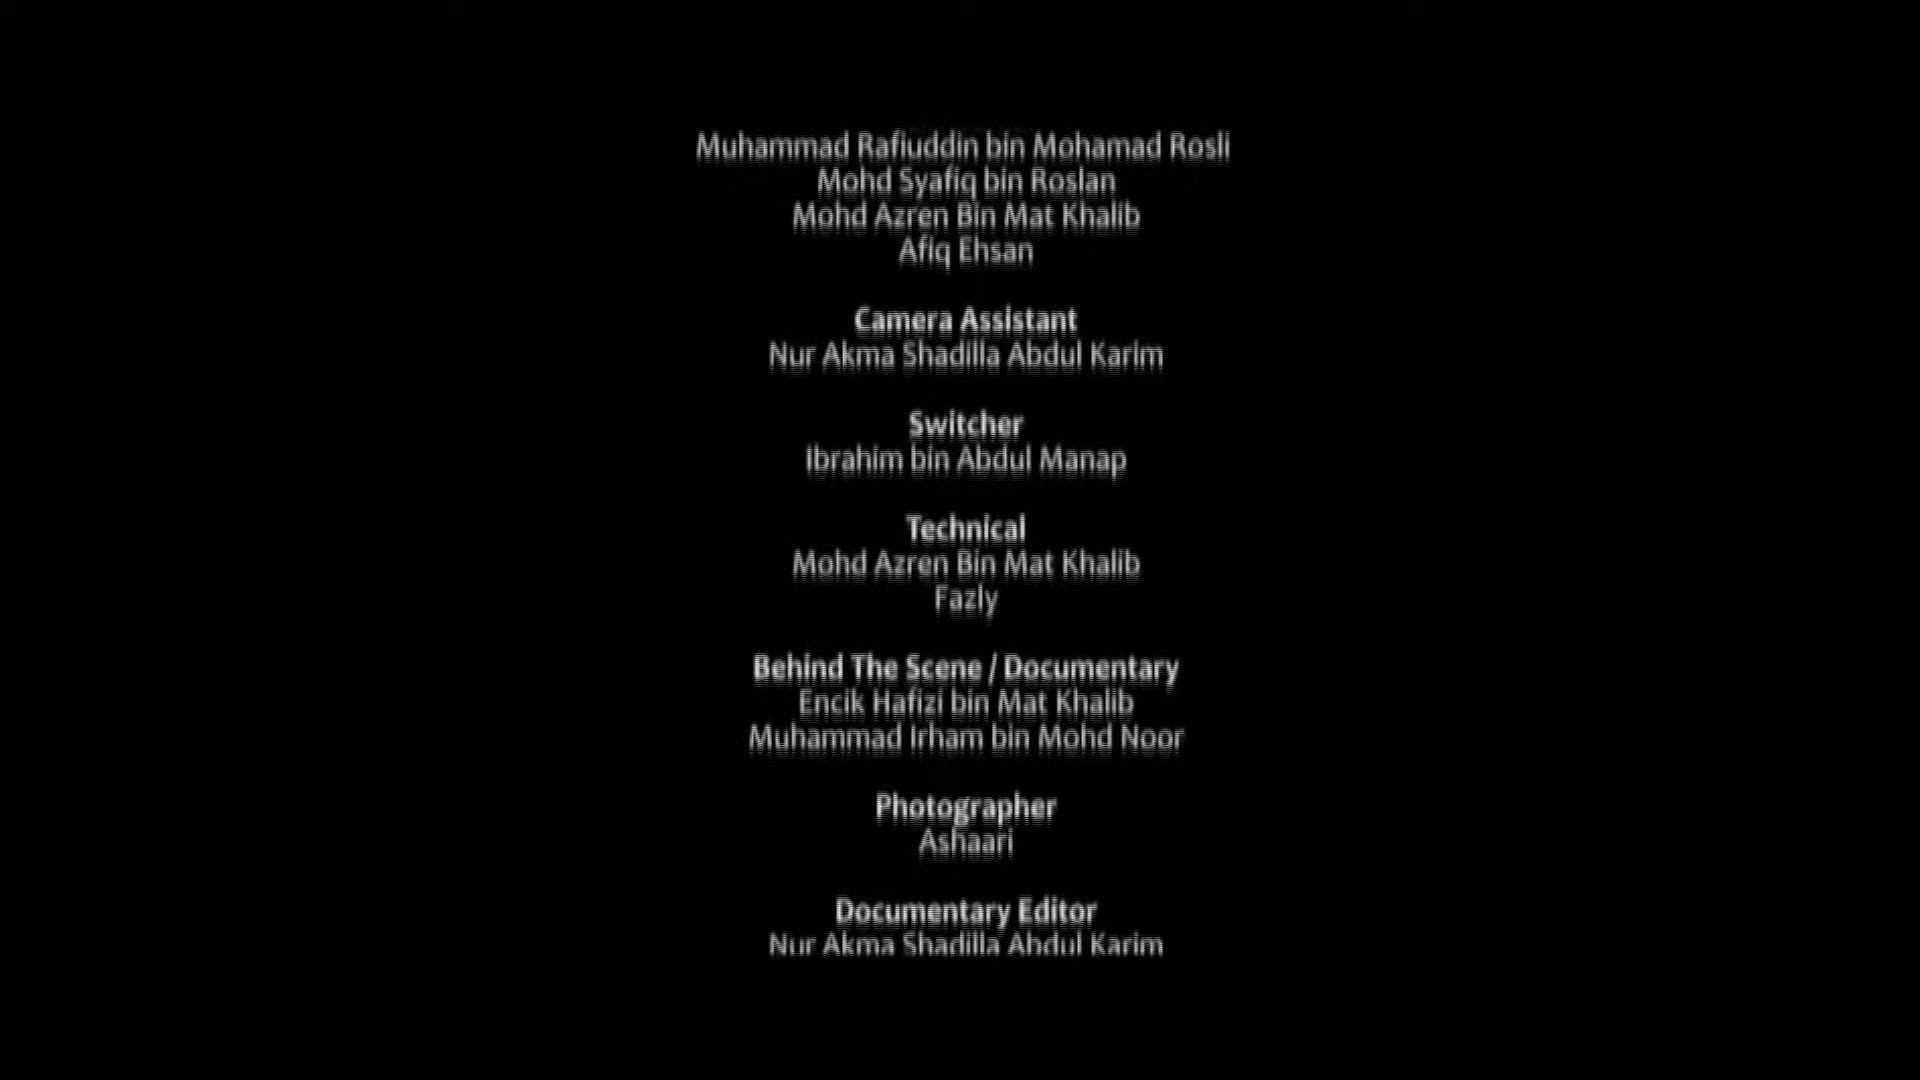 Muhammad Rafiuddin bin Mohamad Rosli
Mohd Syafiq bin Roslan
Mohd Azren Bin Mat Khalib
Afiq Ehsan
Camera Assistant
Nur Akma Shadilla Abdul Karim
Switcher
Ibrahim bin Abdul Manap
Technical
Mohd Azren Bin Mat Khalib
Fazly
Behind The Scene / Documentary
Encik Hafizi bin Mat Khalib
Muhammad Irham bin Mohd Noor
Photographer
Ashaari
Documentary Editor
Nur Akma Shadilla Abdul Karim